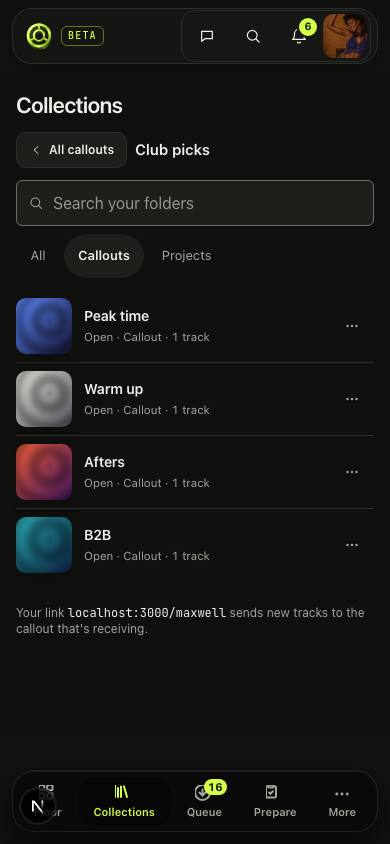 BETA
6
Collections
All callouts
Club picks
Search your folders
All
Callouts
Projects
Peak time
Open · Callout · 1 track
Warm up
Open · Callout · 1 track
Afters
Open · Callout · 1 track
B2B
Open · Callout · 1 track
Your link localhost:3000/maxwell sends new tracks to the
callout that's receiving.
16
N
Collections
Queue
Prepare
More